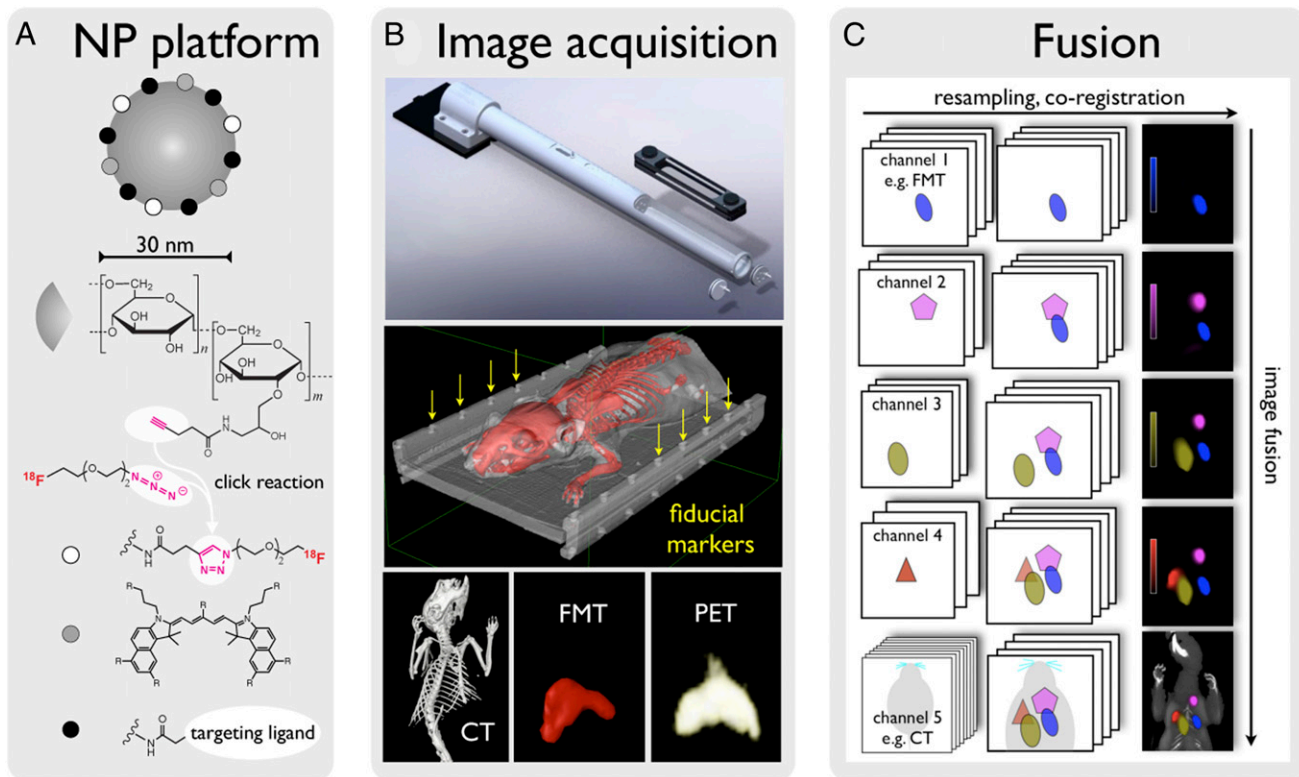 A
NP platform
30 nm
O
O
CH₂
O
OH
HO
OH
n
O
CH₂
O
OH
HO
O
m
O
N
H
OH
¹⁸F
O
2
N=N=N
⊕
⊖
click reaction
O
N
H
N
N=N
O
2
¹⁸F
R
R
R
N
N
R
R
R
R
O
N
H
targeting ligand
B
Image acquisition
fiducial
markers
CT
FMT
PET
C
Fusion
resampling, co-registration
channel 1
e.g. FMT
channel 2
channel 3
channel 4
channel 5
e.g. CT
image fusion